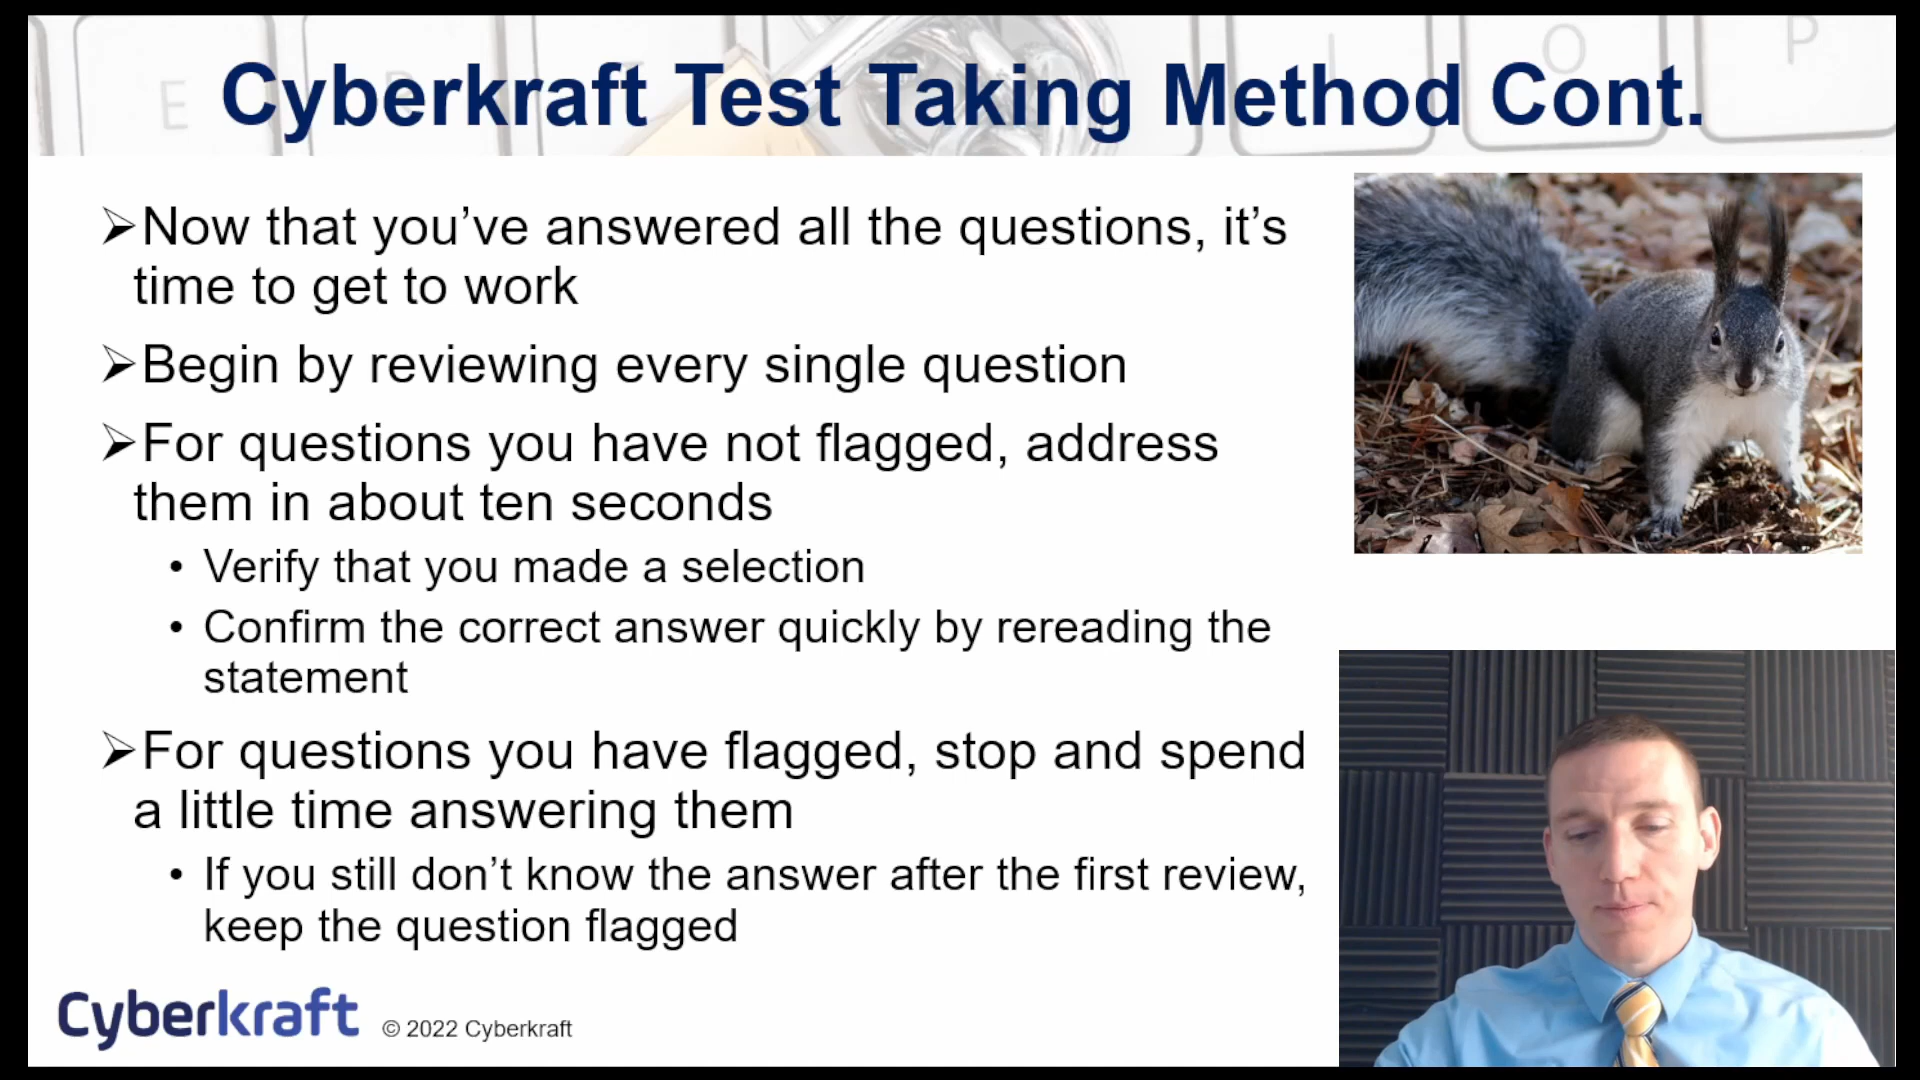 Cyberkraft Test Taking Method Cont.
➢Now that you’ve answered all the questions, it’s
time to get to work
➢Begin by reviewing every single question
➢For questions you have not flagged, address
them in about ten seconds
• Verify that you made a selection
• Confirm the correct answer quickly by rereading the
statement
➢For questions you have flagged, stop and spend
a little time answering them
• If you still don’t know the answer after the first review,
keep the question flagged
Cyberkraft © 2022 Cyberkraft
E
O
P